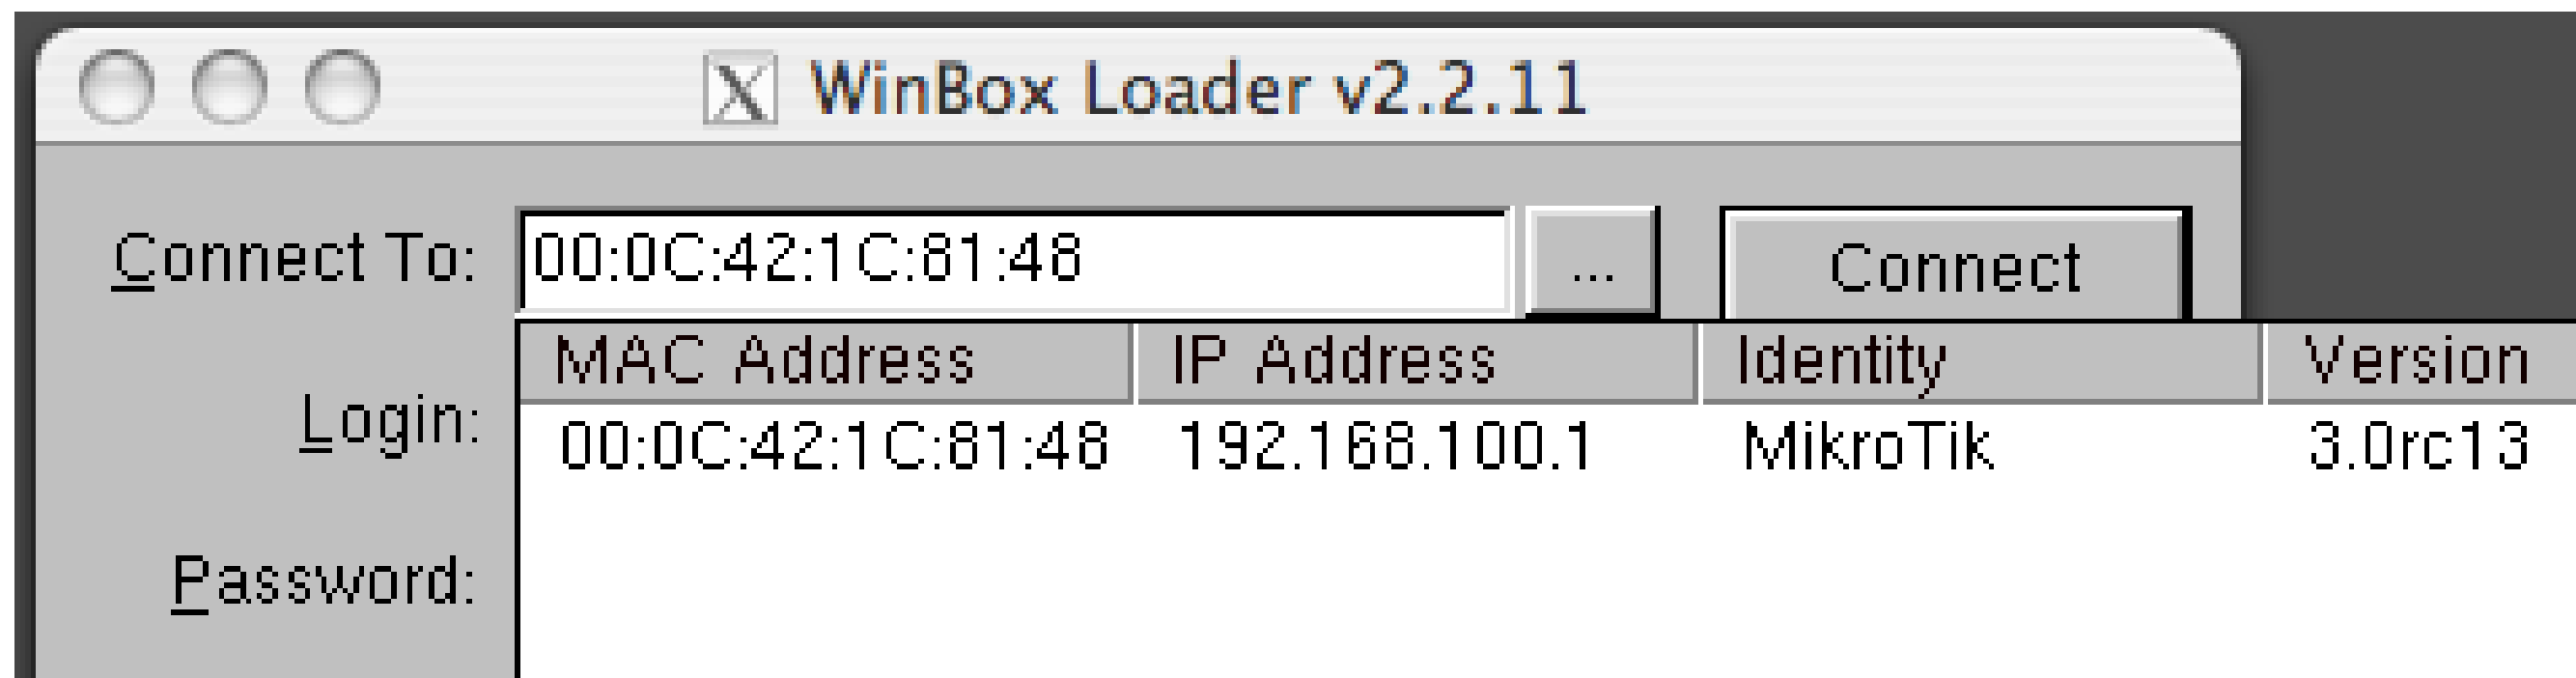 WinBox Loader v2.2.11
Connect To: 00:0C:42:1C:81:48 ... Connect
MAC Address IP Address Identity Version
Login:
00:0C:42:1C:81:48 192.168.100.1 MikroTik 3.0rc13
Password: